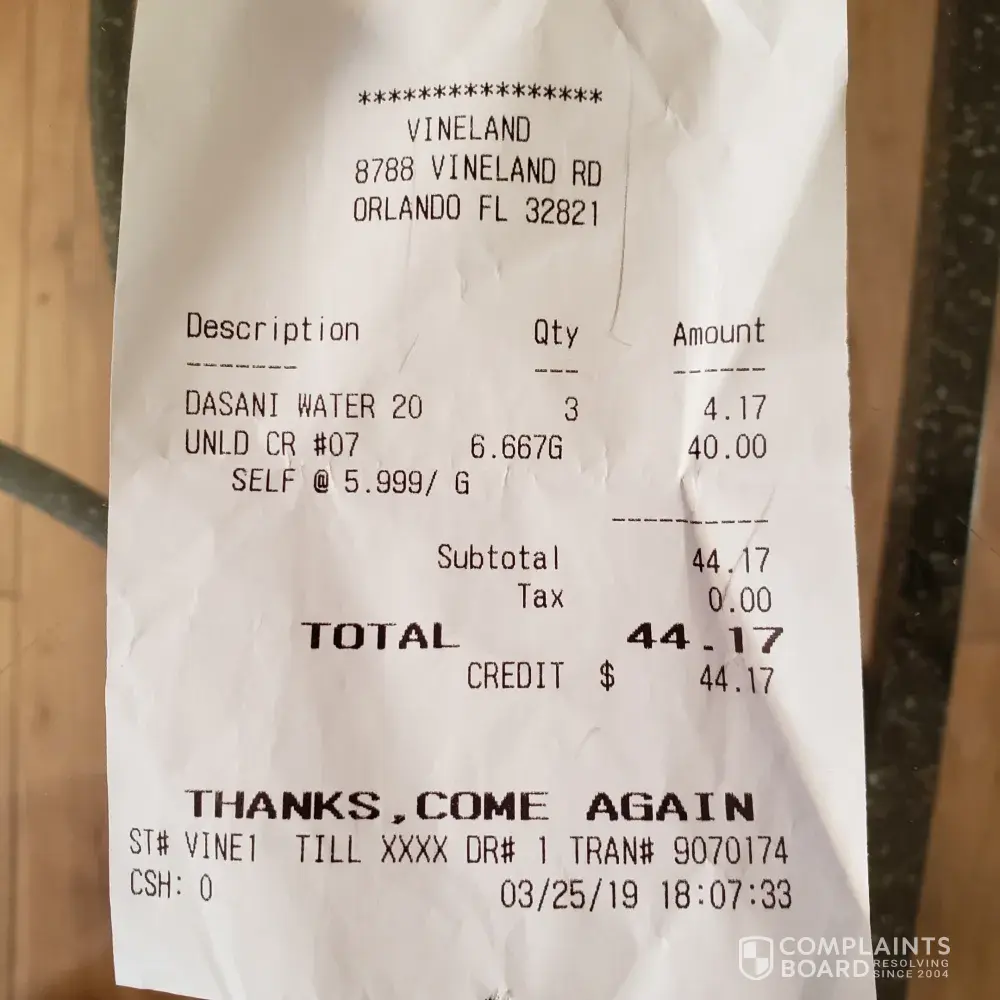 ****************
VINELAND
8788 VINELAND RD
ORLANDO FL 32821
Description Qty Amount
DASANI WATER 20 3 4.17
UNLD CR #07 6.667G 40.00
SELF @ 5.999/ G
Subtotal 44.17
Tax 0.00
TOTAL 44.17
CREDIT $ 44.17
THANKS,COME AGAIN
ST# VINE1 TILL XXXX DR# 1 TRAN# 9070174
CSH: 0 03/25/19 18:07:33
COMPLAINTS
BOARD RESOLVING
SINCE 2004